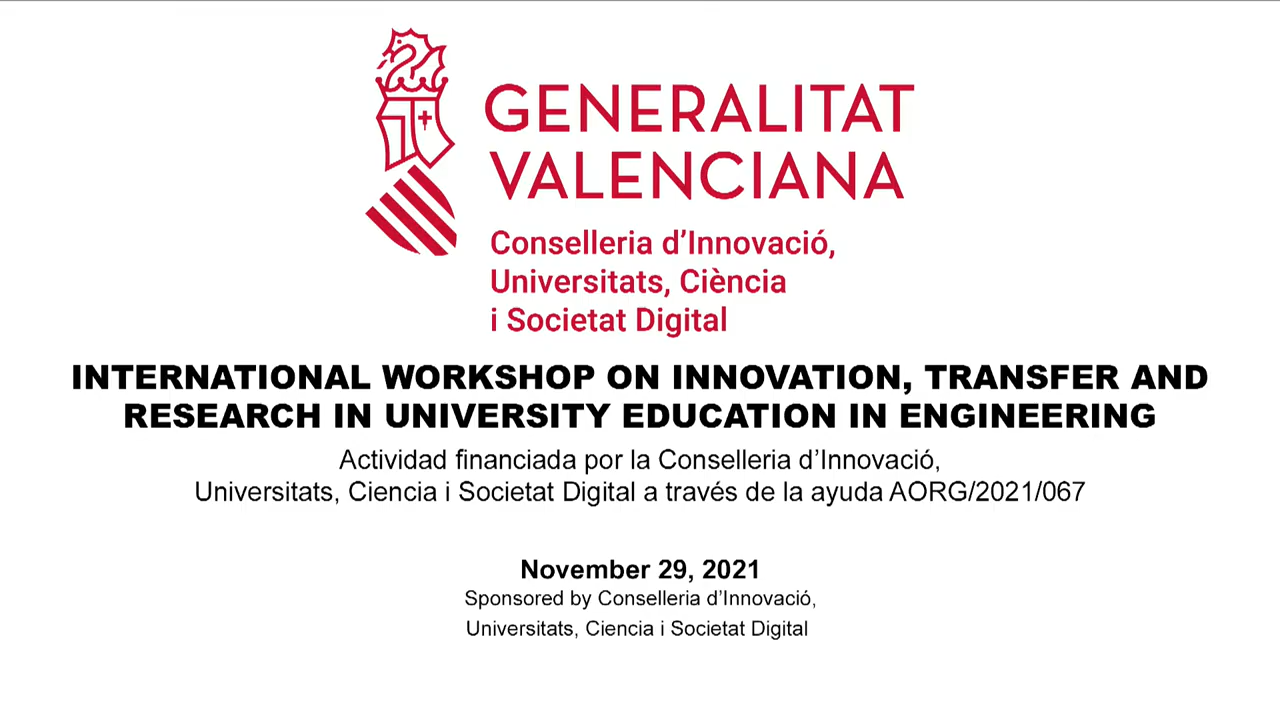 GENERALITAT
VALENCIANA
Conselleria d’Innovació,
Universitats, Ciència
i Societat Digital
INTERNATIONAL WORKSHOP ON INNOVATION, TRANSFER AND
RESEARCH IN UNIVERSITY EDUCATION IN ENGINEERING
Actividad financiada por la Conselleria d’Innovació,
Universitats, Ciencia i Societat Digital a través de la ayuda AORG/2021/067
November 29, 2021
Sponsored by Conselleria d’Innovació,
Universitats, Ciencia i Societat Digital